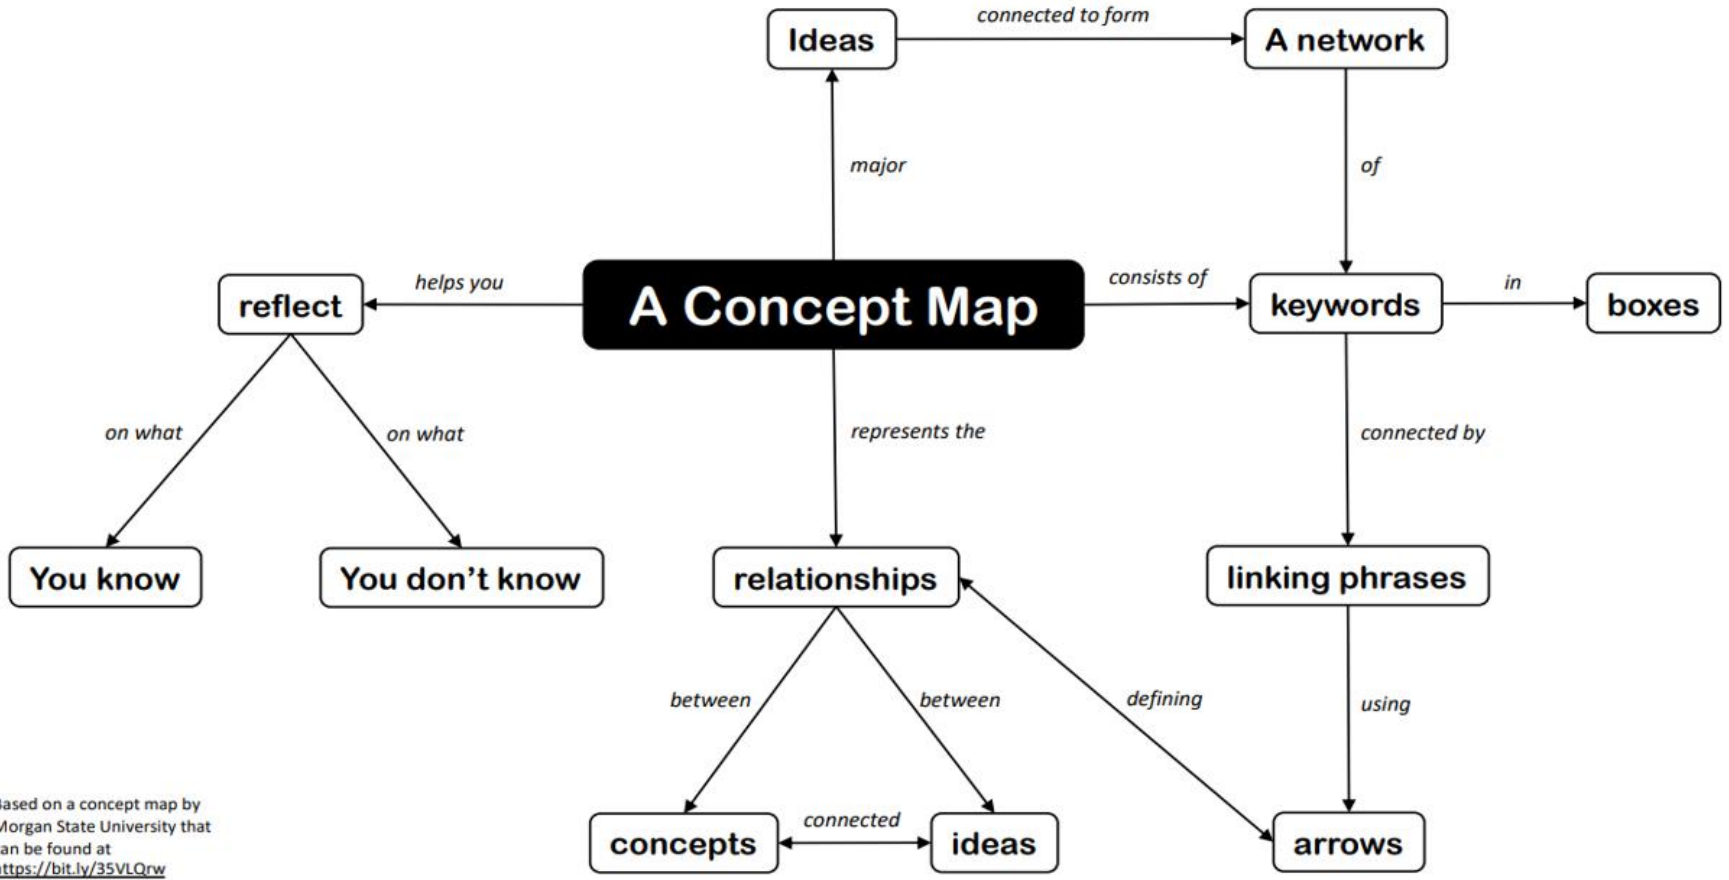 Ideas
connected to form
A network
major
of
reflect
helps you
A Concept Map
consists of
keywords
in
boxes
on what
on what
represents the
connected by
You know
You don't know
relationships
linking phrases
between
between
defining
using
concepts
connected
ideas
arrows
ased on a concept map by
Morgan State University that
an be found at
ttps://bit.ly/35VLQrw